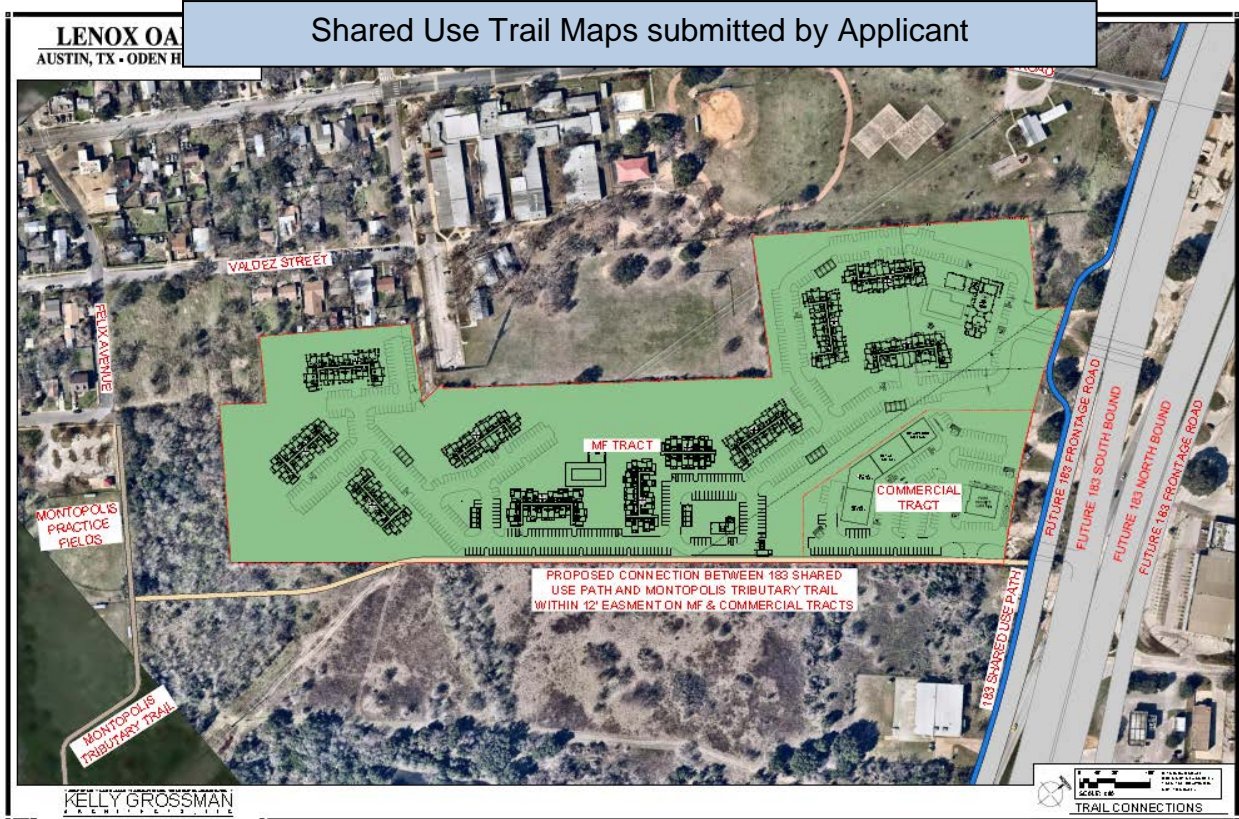 Shared Use Trail Maps submitted by Applicant
LENOX
AUSTIN, TX - ODEN
ROAD
VALDEZ STREET
FELIX AVENUE
MF TRACT
COMMERCIAL
TRACT
MONTOPOLIS
PRACTICE
FIELDS
PROPOSED CONNECTION BETWEEN 183 SHARED
USE PATH AND MONTOPOLIS TRIBUTARY TRAIL
WITHIN 12' EASMENT ON MF & COMMERCIAL TRACTS
FUTURE 183 FRONTAGE ROAD
FUTURE 183 SOUTH BOUND
FUTURE 183 NORTH BOUND
FUTURE 183 FRONTAGE ROAD
183 SHARED USE PATH
MONTOPOLIS
TRIBUTARY TRAIL
KELLY GROSSMAN
ARCHITECTS, LLC
TRAIL CONNECTIONS